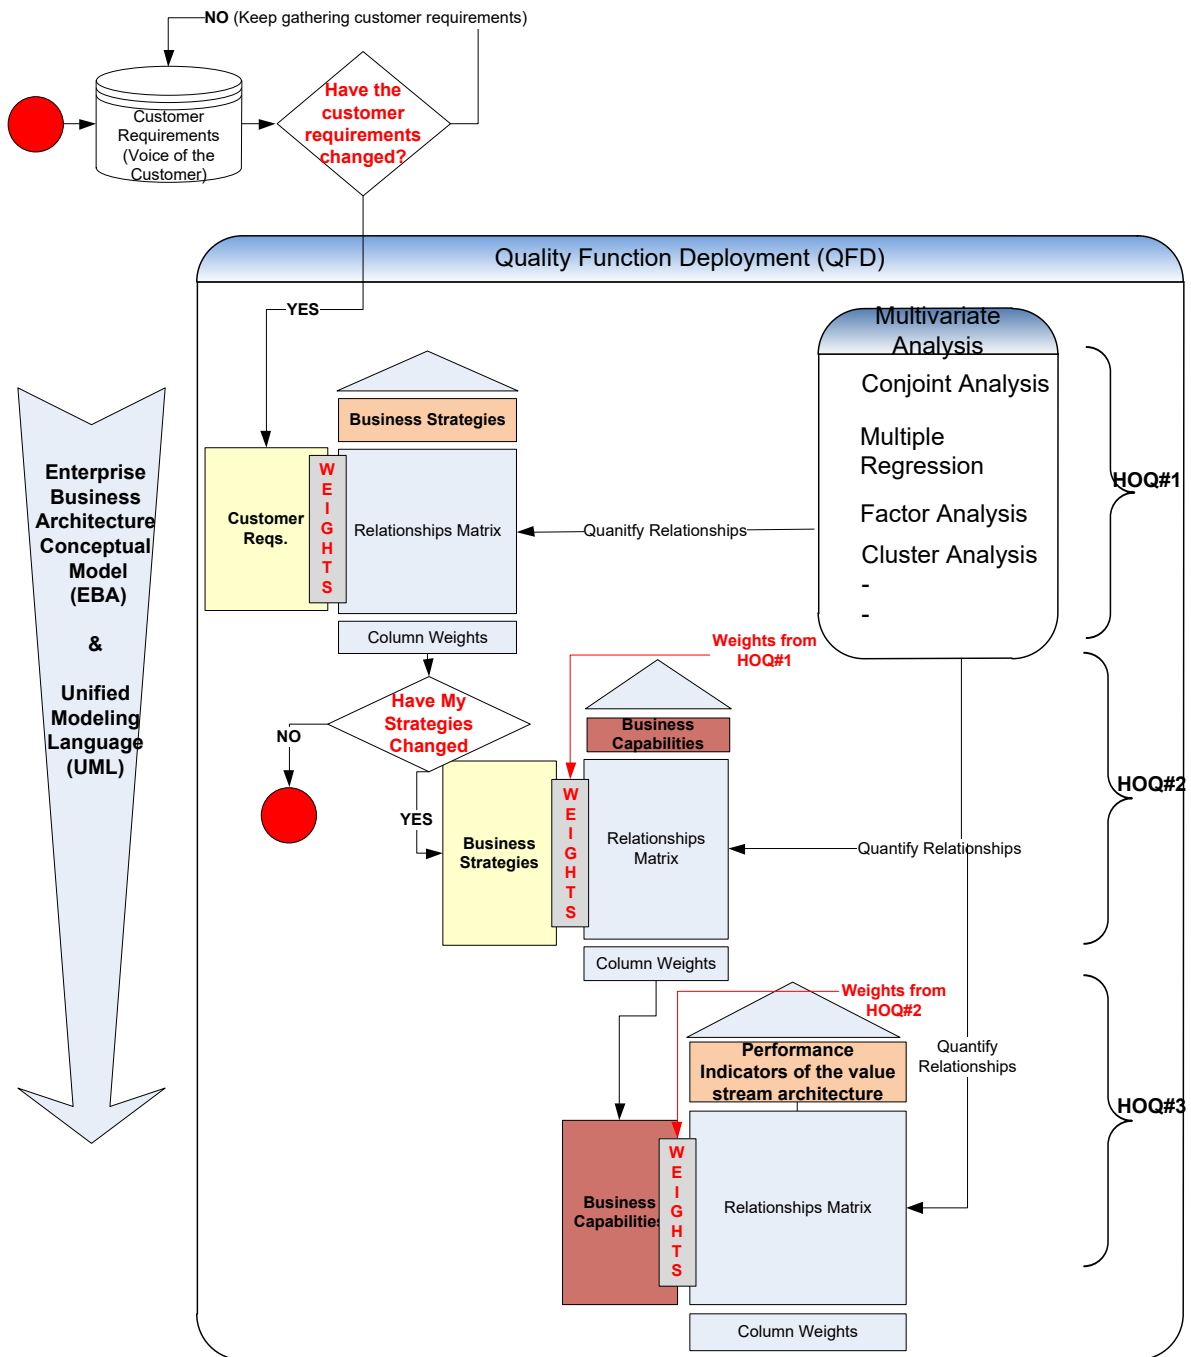 NO (Keep gathering customer requirements)
Customer
Requirements
(Voice of the
Customer)
Have the
customer
requirements
changed?
Quality Function Deployment (QFD)
YES
Multivariate
Analysis
Conjoint Analysis
Multiple
Regression
Factor Analysis
Cluster Analysis
-
-
HOQ#1
Business Strategies
Customer
Reqs.
W
E
I
G
H
T
S
Relationships Matrix
Quanitfy Relationships
Column Weights
Enterprise
Business
Architecture
Conceptual
Model
(EBA)
&
Unified
Modeling
Language
(UML)
Have My
Strategies
Changed
NO
YES
Weights from
HOQ#1
Business
Capabilities
Business
Strategies
W
E
I
G
H
T
S
Relationships
Matrix
Quantify Relationships
HOQ#2
Column Weights
Weights from
HOQ#2
Performance
Indicators of the value
stream architecture
Quantify
Relationships
HOQ#3
Business
Capabilities
W
E
I
G
H
T
S
Relationships Matrix
Column Weights